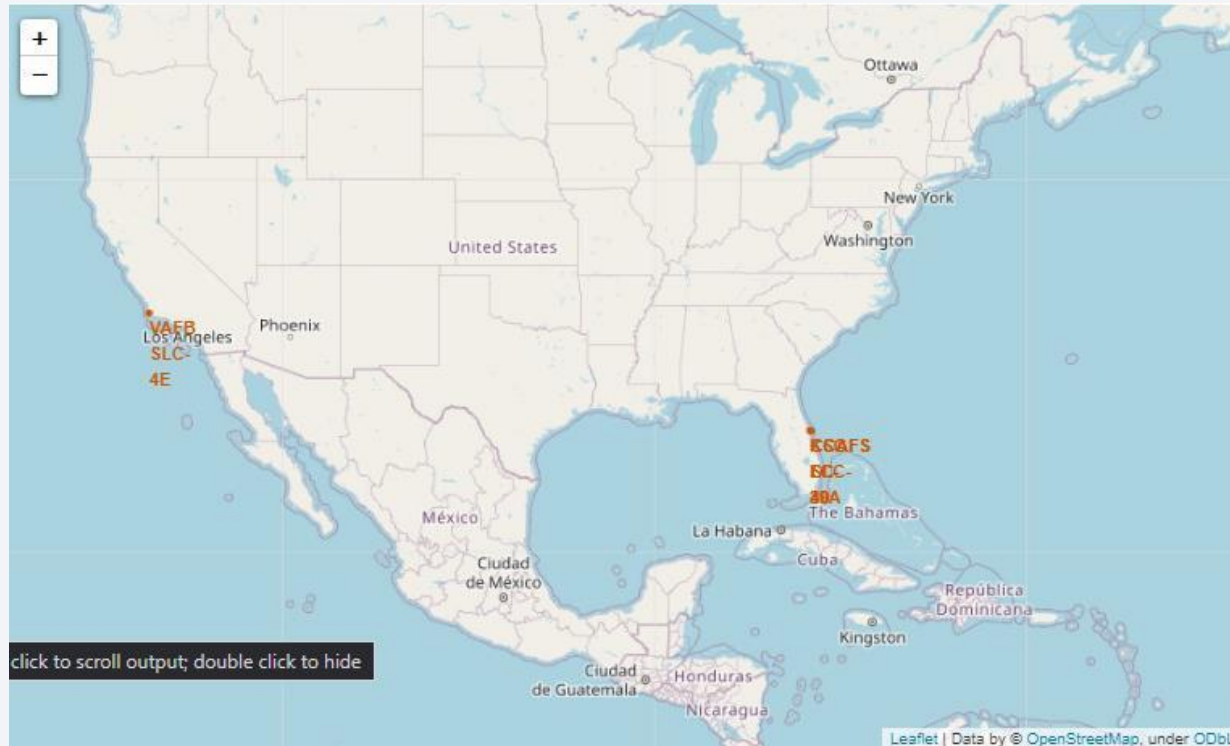 +
−
Ottawa
New York
Washington
United States
VAFB
SLC-
4E
Los Angeles
Phoenix
The Bahamas
México
La Habana
Cuba
Ciudad
de México
República
Dominicana
Kingston
click to scroll output; double click to hide
Ciudad
de Guatemala
Honduras
Nicaragua
Leaflet | Data by © OpenStreetMap, under ODbL